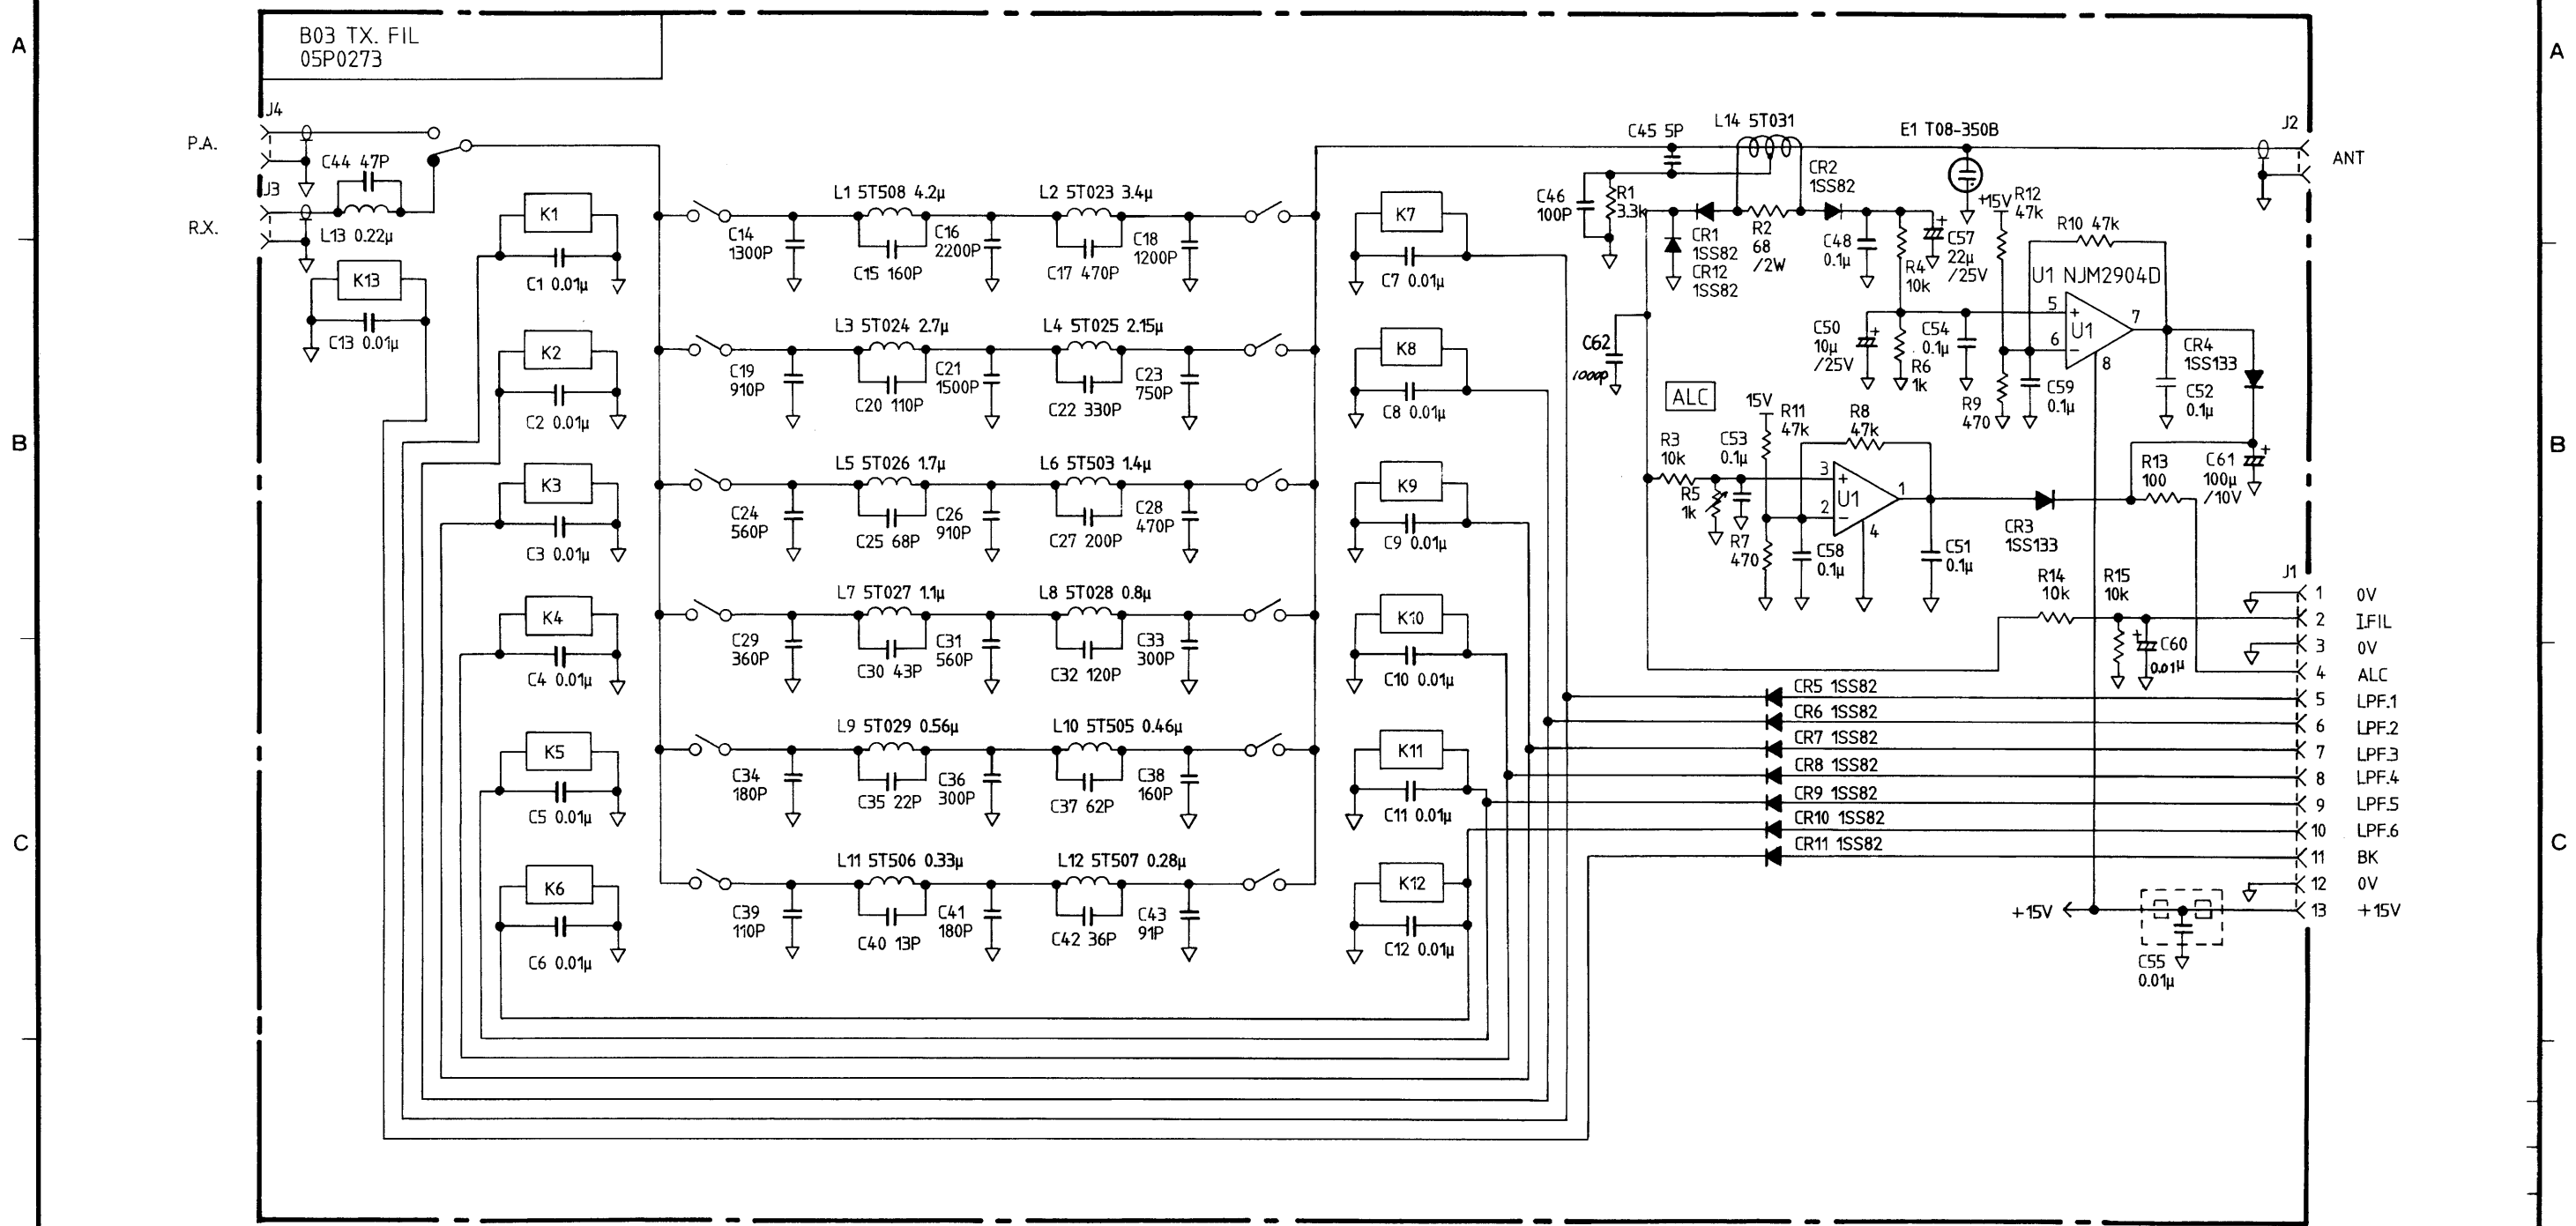 A
A
B
B
C
C
B03 TX. FIL
05P0273
J4
P.A.
J3
R.X.
C44 47P
L13 0.22μ
K13
C13 0.01μ
K1
C1 0.01μ
K2
C2 0.01μ
K3
C3 0.01μ
K4
C4 0.01μ
K5
C5 0.01μ
K6
C6 0.01μ
L1 5T508 4.2μ
L2 5T023 3.4μ
C14
1300P
C15 160P
C16
2200P
C17 470P
C18
1200P
L3 5T024 2.7μ
L4 5T025 2.15μ
C19
910P
C20 110P
C21
1500P
C22 330P
C23
750P
L5 5T026 1.7μ
L6 5T503 1.4μ
C24
560P
C25 68P
C26
910P
C27 200P
C28
470P
L7 5T027 1.1μ
L8 5T028 0.8μ
C29
360P
C30 43P
C31
560P
C32 120P
C33
300P
L9 5T029 0.56μ
L10 5T505 0.46μ
C34
180P
C35 22P
C36
300P
C37 62P
C38
160P
L11 5T506 0.33μ
L12 5T507 0.28μ
C39
110P
C40 13P
C41
180P
C42 36P
C43
91P
K7
C7 0.01μ
K8
C8 0.01μ
K9
C9 0.01μ
K10
C10 0.01μ
K11
C11 0.01μ
K12
C12 0.01μ
C45 5P
L14 5T031
E1 T08-350B
J2
ANT
C46
100P
R1
3.3k
CR1
1SS82
CR12
1SS82
R2
68
/2W
CR2
1SS82
C48
0.1μ
R4
10k
+
C57
22μ
/25V
+15V
R12
47k
R10 47k
U1 NJM2904D
5
+
6
−
U1
7
8
C50
10μ
/25V
+
R6
1k
C54
0.1μ
R9
470
C59
0.1μ
C52
0.1μ
CR4
1SS133
C62
1000P
ALC
R3
10k
R5
1k
C53
0.1μ
15V
R11
47k
R8
47k
R7
470
3
+
2
−
U1
1
4
C58
0.1μ
C51
0.1μ
CR3
1SS133
R13
100
C61
100μ
/10V
+
R14
10k
R15
10k
+
C60
0.01μ
J1
1 0V
2 I.FIL
3 0V
4 ALC
CR5 1SS82
5 LPF.1
CR6 1SS82
6 LPF.2
CR7 1SS82
7 LPF.3
CR8 1SS82
8 LPF.4
CR9 1SS82
9 LPF.5
CR10 1SS82
10 LPF.6
CR11 1SS82
11 BK
12 0V
+15V
13 +15V
C55
0.01μ